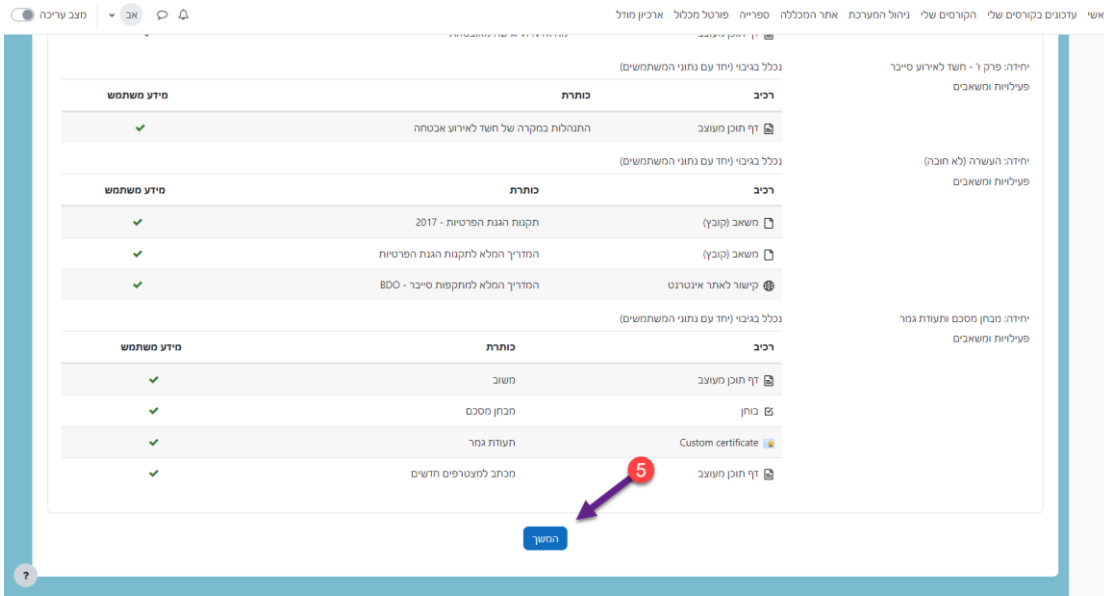 אשי עדכונים בקורסים שלי הקורסים שלי ניהול המערכת אתר המכללה ספרייה פורטל מכלול ארכיון מודל
אב מצב עריכה
דף תוכן מעוצב
יחידה: פרק ו' - חשד לאירוע סייבר נכלל בגיבוי (יחד עם נתוני המשתמשים)
פעילויות ומשאבים
רכיב כותרת מידע משתמש
דף תוכן מעוצב התנהלות במקרה של חשד לאירוע אבטחה
יחידה: העשרה (לא חובה) נכלל בגיבוי (יחד עם נתוני המשתמשים)
פעילויות ומשאבים
רכיב כותרת מידע משתמש
משאב (קובץ) תקנות הגנת הפרטיות - 2017
משאב (קובץ) המדריך המלא לתקנות הגנת הפרטיות
קישור לאתר אינטרנט המדריך המלא למתקפות סייבר - BDO
יחידה: מבחן מסכם ותעודת גמר נכלל בגיבוי (יחד עם נתוני המשתמשים)
פעילויות ומשאבים
רכיב כותרת מידע משתמש
דף תוכן מעוצב משוב
בוחן מבחן מסכם
Custom certificate תעודת גמר
דף תוכן מעוצב מכתב למצטרפים חדשים
5
המשך
?